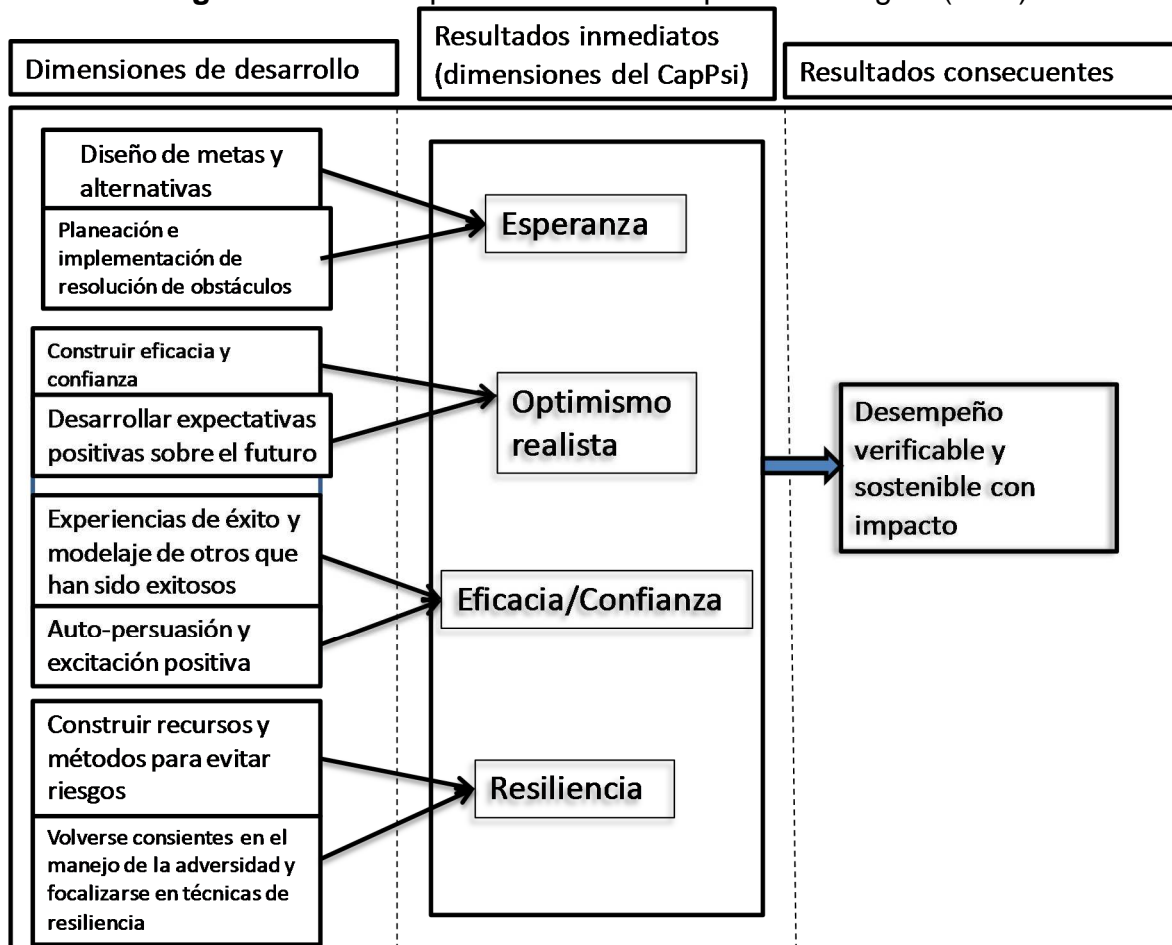 Dimensiones de desarrollo
Resultados inmediatos
(dimensiones del CapPsi)
Resultados consecuentes
Diseño de metas y
alternativas
Planeación e
implementación de
resolución de obstáculos
Esperanza
Construir eficacia y
confianza
Desarrollar expectativas
positivas sobre el futuro
Optimismo
realista
Experiencias de éxito y
modelaje de otros que
han sido exitosos
Auto-persuasión y
excitación positiva
Eficacia/Confianza
Construir recursos y
métodos para evitar
riesgos
Volverse consientes en el
manejo de la adversidad y
focalizarse en técnicas de
resiliencia
Resiliencia
Desempeño
verificable y
sostenible con
impacto